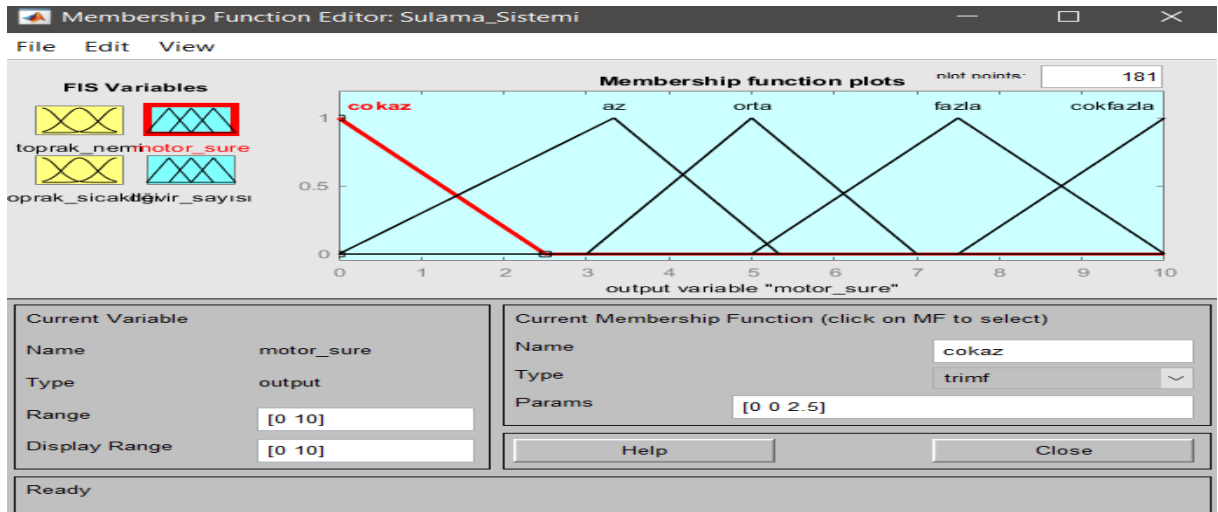 Membership Function Editor: Sulama_Sistemi
File Edit View
FIS Variables
Membership function plots
plot points:
181
cokaz
az
orta
fazla
cokfazla
1
0.5
0
toprak_nem
motor_sure
oprak_sicaklığı
devir_sayısı
0 1 2 3 4 5 6 7 8 9 10
output variable "motor_sure"
Current Variable
Name motor_sure
Type output
Range [0 10]
Display Range [0 10]
Current Membership Function (click on MF to select)
Name cokaz
Type trimf
Params [0 0 2.5]
Help
Close
Ready